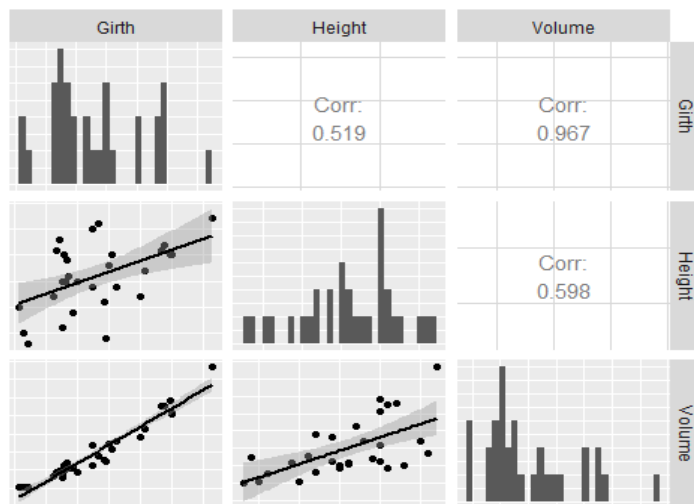 Girth Height Volume
Corr:
0.519
Corr:
0.967
Girth
Corr:
0.598
Height
Volume